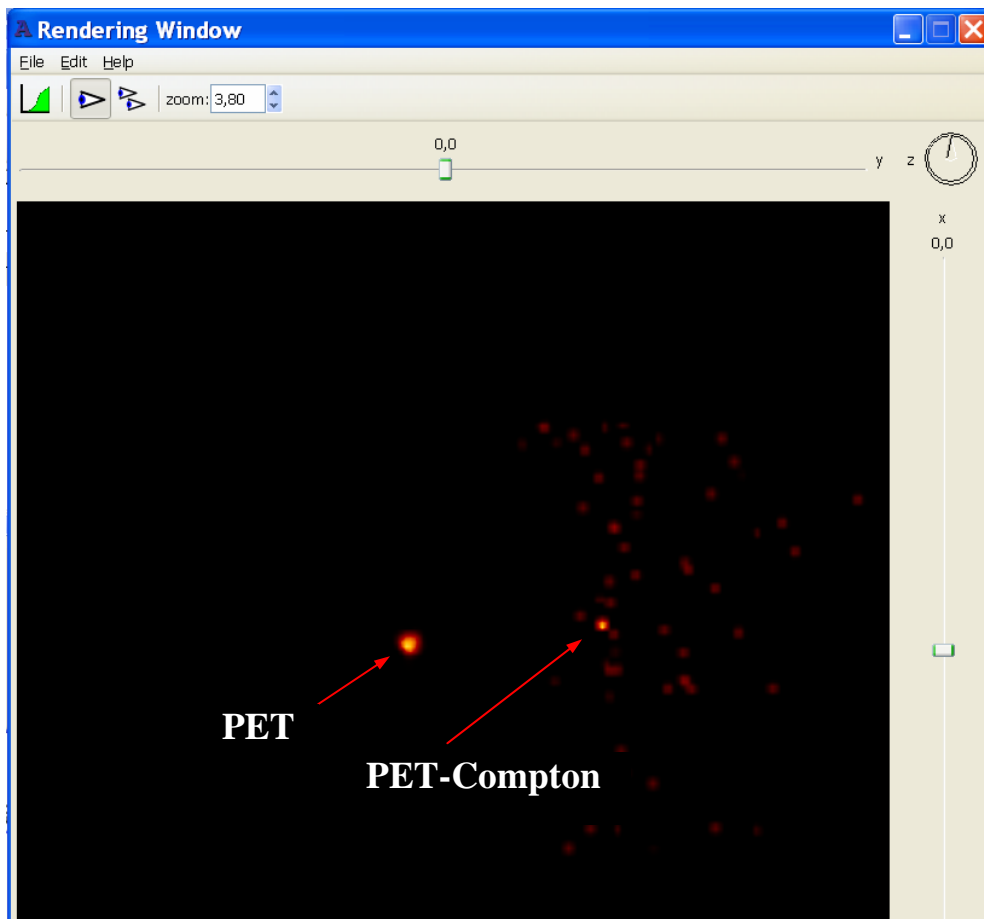 Rendering Window
File Edit Help
zoom: 3,80
0,0
y z
x
0,0
PET
PET-Compton